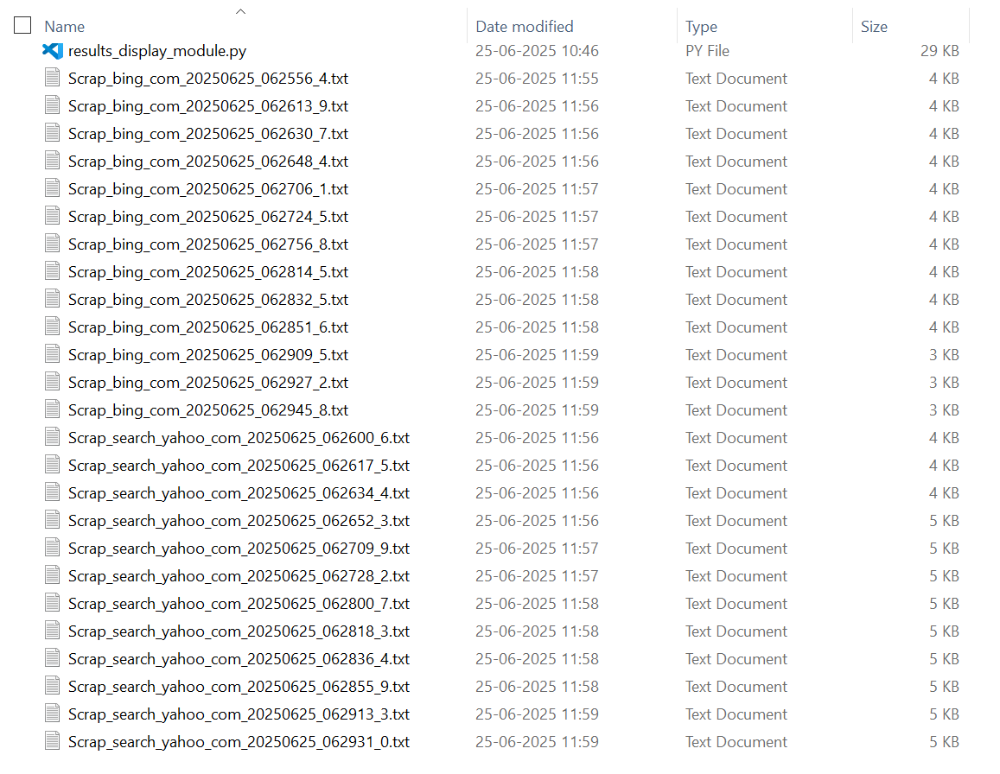 Name Date modified Type Size
results_display_module.py 25-06-2025 10:46 PY File 29 KB
Scrap_bing_com_20250625_062556_4.txt 25-06-2025 11:55 Text Document 4 KB
Scrap_bing_com_20250625_062613_9.txt 25-06-2025 11:56 Text Document 4 KB
Scrap_bing_com_20250625_062630_7.txt 25-06-2025 11:56 Text Document 4 KB
Scrap_bing_com_20250625_062648_4.txt 25-06-2025 11:56 Text Document 4 KB
Scrap_bing_com_20250625_062706_1.txt 25-06-2025 11:57 Text Document 4 KB
Scrap_bing_com_20250625_062724_5.txt 25-06-2025 11:57 Text Document 4 KB
Scrap_bing_com_20250625_062756_8.txt 25-06-2025 11:57 Text Document 4 KB
Scrap_bing_com_20250625_062814_5.txt 25-06-2025 11:58 Text Document 4 KB
Scrap_bing_com_20250625_062832_5.txt 25-06-2025 11:58 Text Document 4 KB
Scrap_bing_com_20250625_062851_6.txt 25-06-2025 11:58 Text Document 4 KB
Scrap_bing_com_20250625_062909_5.txt 25-06-2025 11:59 Text Document 3 KB
Scrap_bing_com_20250625_062927_2.txt 25-06-2025 11:59 Text Document 3 KB
Scrap_bing_com_20250625_062945_8.txt 25-06-2025 11:59 Text Document 3 KB
Scrap_search_yahoo_com_20250625_062600_6.txt 25-06-2025 11:56 Text Document 4 KB
Scrap_search_yahoo_com_20250625_062617_5.txt 25-06-2025 11:56 Text Document 4 KB
Scrap_search_yahoo_com_20250625_062634_4.txt 25-06-2025 11:56 Text Document 4 KB
Scrap_search_yahoo_com_20250625_062652_3.txt 25-06-2025 11:56 Text Document 5 KB
Scrap_search_yahoo_com_20250625_062709_9.txt 25-06-2025 11:57 Text Document 5 KB
Scrap_search_yahoo_com_20250625_062728_2.txt 25-06-2025 11:57 Text Document 5 KB
Scrap_search_yahoo_com_20250625_062800_7.txt 25-06-2025 11:58 Text Document 5 KB
Scrap_search_yahoo_com_20250625_062818_3.txt 25-06-2025 11:58 Text Document 5 KB
Scrap_search_yahoo_com_20250625_062836_4.txt 25-06-2025 11:58 Text Document 5 KB
Scrap_search_yahoo_com_20250625_062855_9.txt 25-06-2025 11:58 Text Document 5 KB
Scrap_search_yahoo_com_20250625_062913_3.txt 25-06-2025 11:59 Text Document 5 KB
Scrap_search_yahoo_com_20250625_062931_0.txt 25-06-2025 11:59 Text Document 5 KB